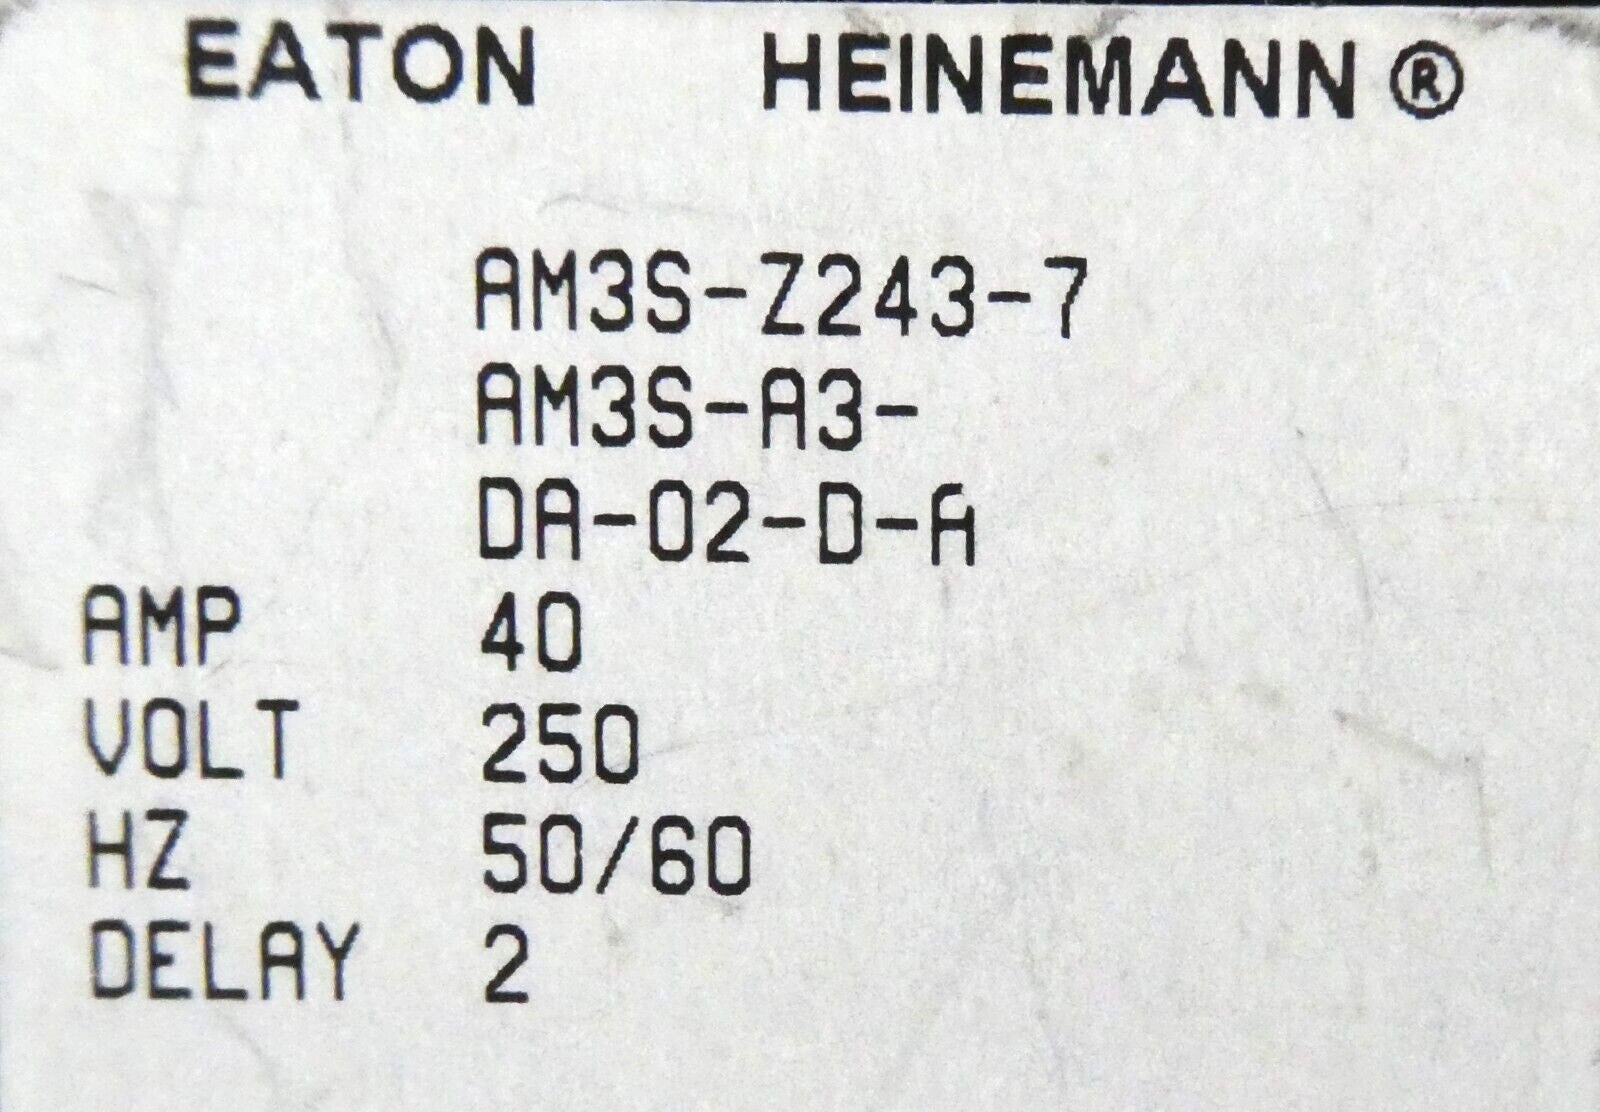 EATON HEINEMANN®
AM3S-Z243-7
AM3S-A3-
DA-02-D-A
AMP 40
VOLT 250
HZ 50/60
DELAY 2